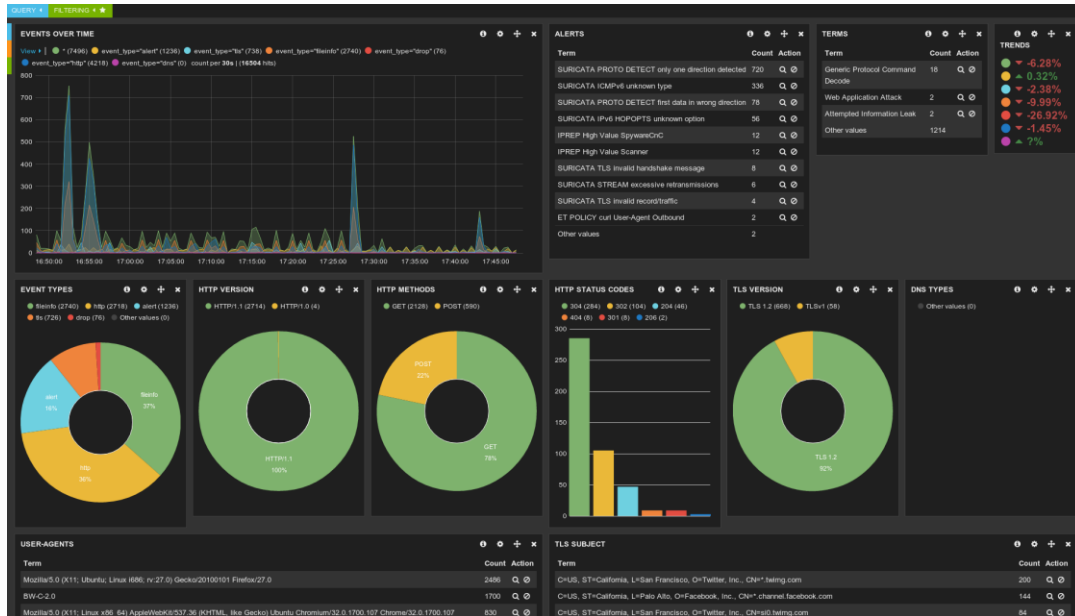 QUERY
FILTERING
EVENTS OVER TIME
View
* (7496) event_type="alert" (1236) event_type="tls" (738) event_type="fileinfo" (2740) event_type="drop" (76)
event_type="http" (4218) event_type="dns" (0) count per 30s | (16504 hits)
800
700
600
500
400
300
200
100
0
16:50:00 16:55:00 17:00:00 17:05:00 17:10:00 17:15:00 17:20:00 17:25:00 17:30:00 17:35:00 17:40:00 17:45:00
ALERTS
Term Count Action
SURICATA PROTO DETECT only one direction detected 720
SURICATA ICMPv6 unknown type 336
SURICATA PROTO DETECT first data in wrong direction 78
SURICATA IPv6 HOPOPTS unknown option 56
IPREP High Value SpywareCnC 12
IPREP High Value Scanner 12
SURICATA TLS invalid handshake message 8
SURICATA STREAM excessive retransmissions 6
SURICATA TLS invalid record/traffic 4
ET POLICY curl User-Agent Outbound 2
Other values 2
TERMS
Term Count Action
Generic Protocol Command 18
Decode
Web Application Attack 2
Attempted Information Leak 2
Other values 1214
TRENDS
-6.28%
0.32%
-2.38%
-9.99%
-26.92%
-1.45%
?%
EVENT TYPES
fileinfo (2740) http (2718) alert (1236)
tls (726) drop (76) Other values (0)
alert
16%
fileinfo
37%
http
36%
HTTP VERSION
HTTP/1.1 (2714) HTTP/1.0 (4)
HTTP/1.1
100%
HTTP METHODS
GET (2128) POST (590)
POST
22%
GET
78%
HTTP STATUS CODES
304 (284) 302 (104) 204 (46)
404 (8) 301 (8) 206 (2)
300
250
200
150
100
50
0
TLS VERSION
TLS 1.2 (668) TLSv1 (58)
TLS 1.2
92%
DNS TYPES
Other values (0)
USER-AGENTS
Term Count Action
Mozilla/5.0 (X11; Ubuntu; Linux i686; rv:27.0) Gecko/20100101 Firefox/27.0 2486
BW-C-2.0 1700
Mozilla/5.0 (X11; Linux x86_64) AppleWebKit/537.36 (KHTML, like Gecko) Ubuntu Chromium/32.0.1700.107 Chrome/32.0.1700.107 830
TLS SUBJECT
Term Count Action
C=US, ST=California, L=San Francisco, O=Twitter, Inc., CN=*.twimg.com 200
C=US, ST=California, L=Palo Alto, O=Facebook, Inc., CN=*.channel.facebook.com 144
C=US, ST=California, L=San Francisco, O=Twitter, Inc., CN=si0.twimg.com 84